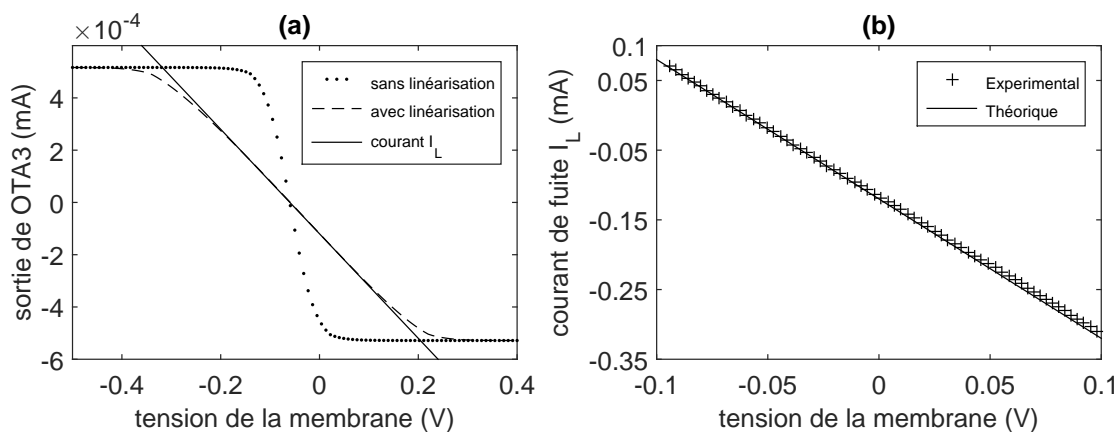 (a)
× 10⁻⁴
4
2
0
-2
-4
-6
-0.4
-0.2
0
0.2
0.4
sortie de OTA3 (mA)
tension de la membrane (V)
sans linéarisation
avec linéarisation
courant I_L
(b)
0.1
0.05
-0.05
-0.15
-0.25
-0.35
-0.1
-0.05
0
0.05
0.1
courant de fuite I_L (mA)
tension de la membrane (V)
Experimental
Théorique